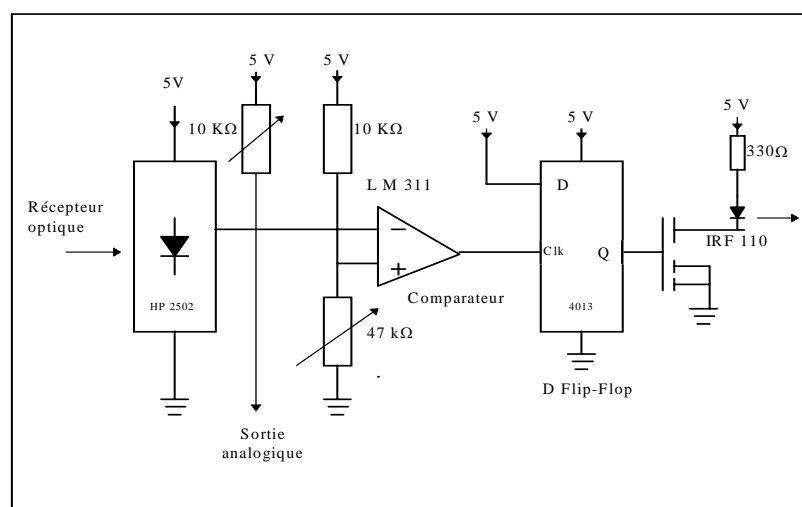 5V
5 V
5 V
10 KΩ
10 KΩ
L M 311
5 V
5 V
5 V
330Ω
Récepteur
optique
D
−
+
Clk
Q
IRF 110
HP 2502
Comparateur
4013
47 kΩ
D Flip-Flop
Sortie
analogique